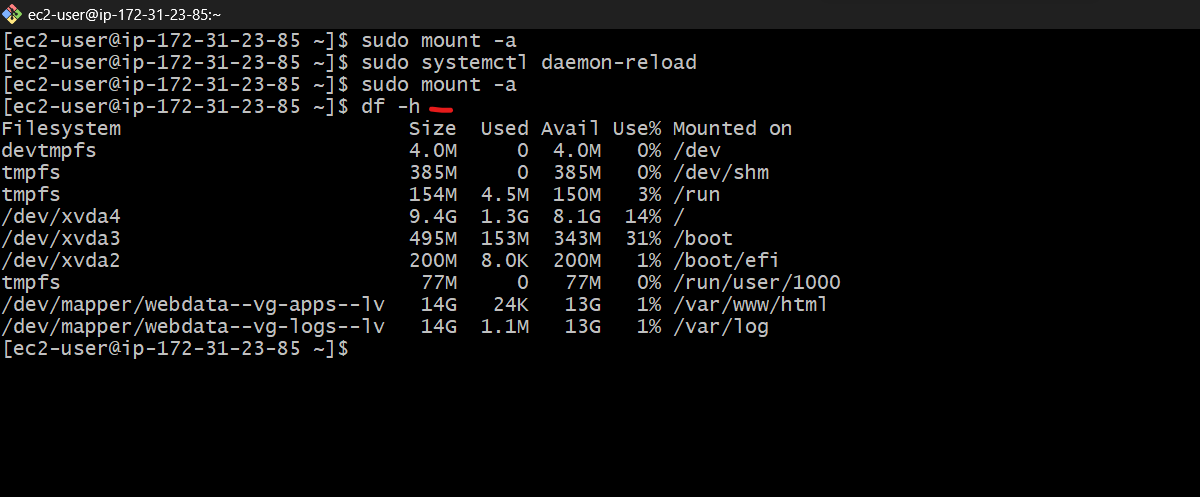 ec2-user@ip-172-31-23-85:~
[ec2-user@ip-172-31-23-85 ~]$ sudo mount -a
[ec2-user@ip-172-31-23-85 ~]$ sudo systemctl daemon-reload
[ec2-user@ip-172-31-23-85 ~]$ sudo mount -a
[ec2-user@ip-172-31-23-85 ~]$ df -h
Filesystem                        Size  Used Avail Use% Mounted on
devtmpfs                          4.0M     0  4.0M   0% /dev
tmpfs                             385M     0  385M   0% /dev/shm
tmpfs                             154M  4.5M  150M   3% /run
/dev/xvda4                        9.4G  1.3G  8.1G  14% /
/dev/xvda3                        495M  153M  343M  31% /boot
/dev/xvda2                        200M  8.0K  200M   1% /boot/efi
tmpfs                              77M     0   77M   0% /run/user/1000
/dev/mapper/webdata--vg-apps--lv   14G   24K   13G   1% /var/www/html
/dev/mapper/webdata--vg-logs--lv   14G  1.1M   13G   1% /var/log
[ec2-user@ip-172-31-23-85 ~]$